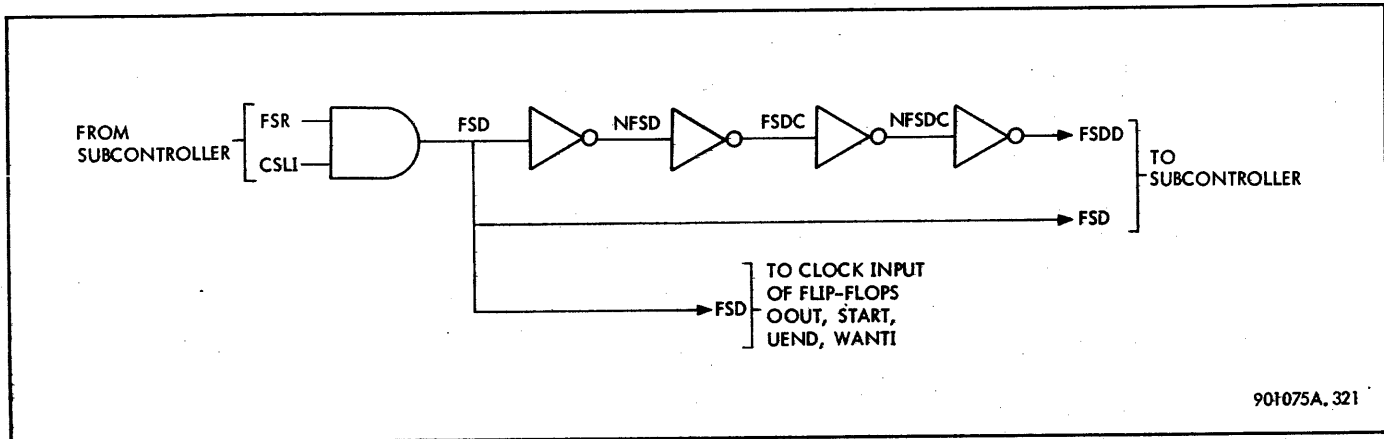 FROM
SUBCONTROLLER
FSR
CSLI
FSD
NFSD
FSDC
NFSDC
FSDD
FSD
TO
SUBCONTROLLER
FSD
TO CLOCK INPUT
OF FLIP-FLOPS
OOUT, START,
UEND, WANTI
901075A. 321